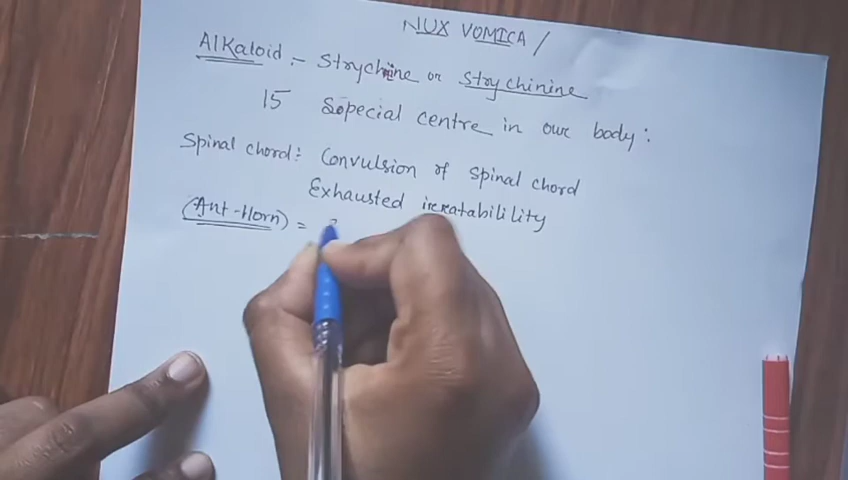 NUX VOMICA/
Alkaloid :- Strychine or Strychinine
15 Sopecial centre in our body:
Spinal chord: Convulsion of spinal chord
Exhausted irratabilility
(Ant-Horn) =